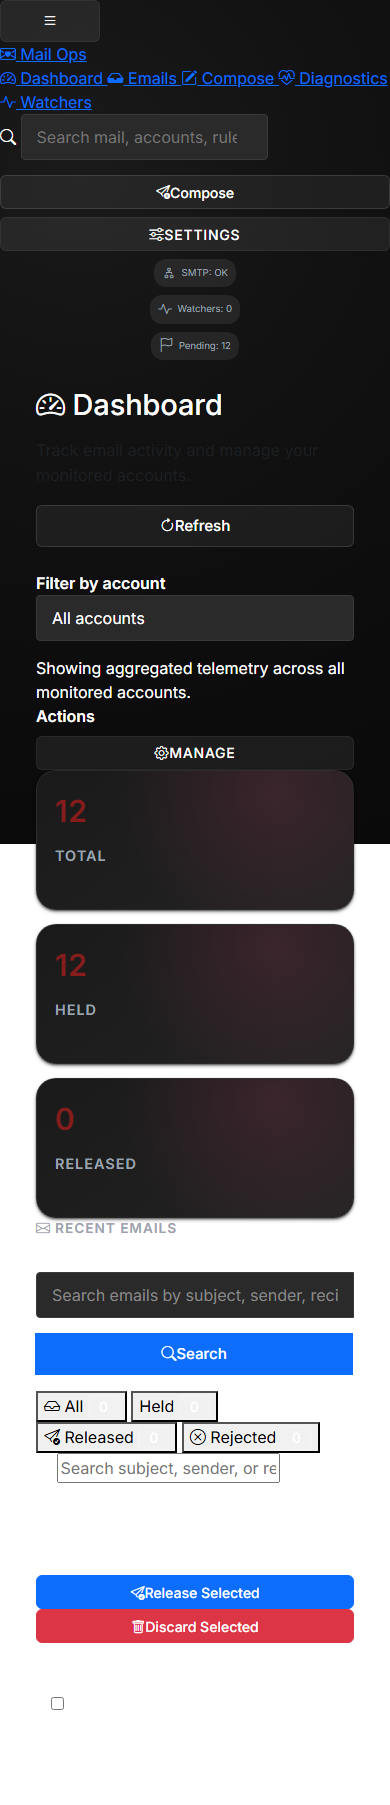 Mail Ops
Dashboard Emails Compose Diagnostics
Watchers
Search mail, accounts, rule
Compose
SETTINGS
SMTP: OK
Watchers: 0
Pending: 12
Dashboard
Track email activity and manage your
monitored accounts.
Refresh
Filter by account
All accounts
Showing aggregated telemetry across all
monitored accounts.
Actions
MANAGE
12
TOTAL
12
HELD
0
RELEASED
RECENT EMAILS
Search emails by subject, sender, reci
Search
All 0 Held 0
Released 0 Rejected 0
Search subject, sender, or re
Release Selected
Discard Selected